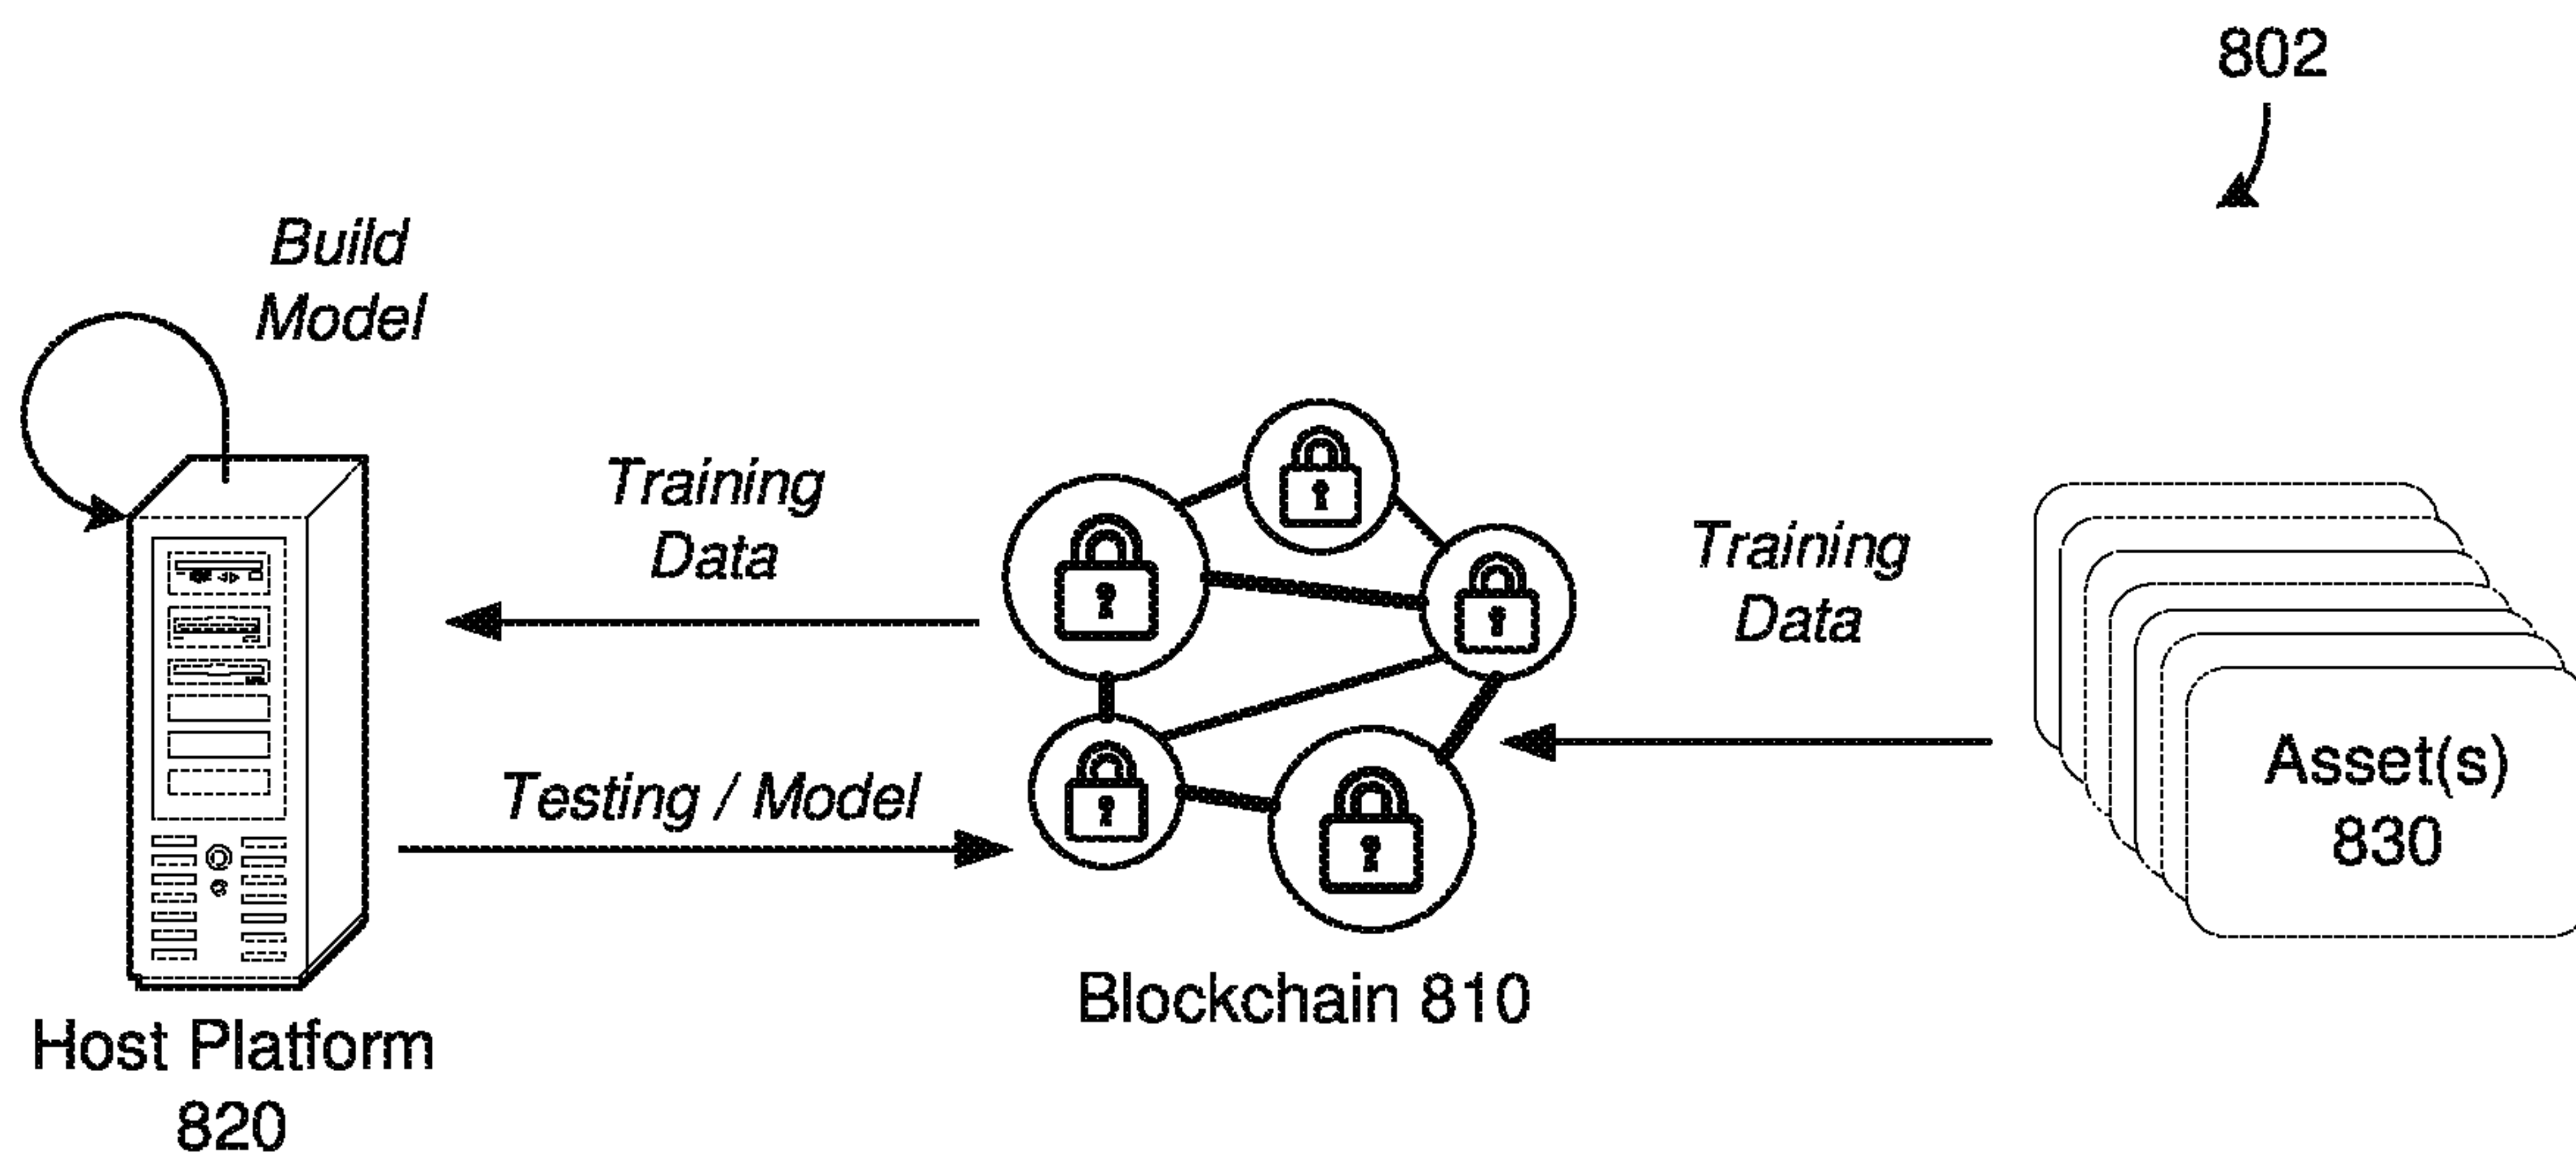 802
Build
Model
Training
Data
Training
Data
Testing / Model
Asset(s)
830
Blockchain 810
Host Platform
820